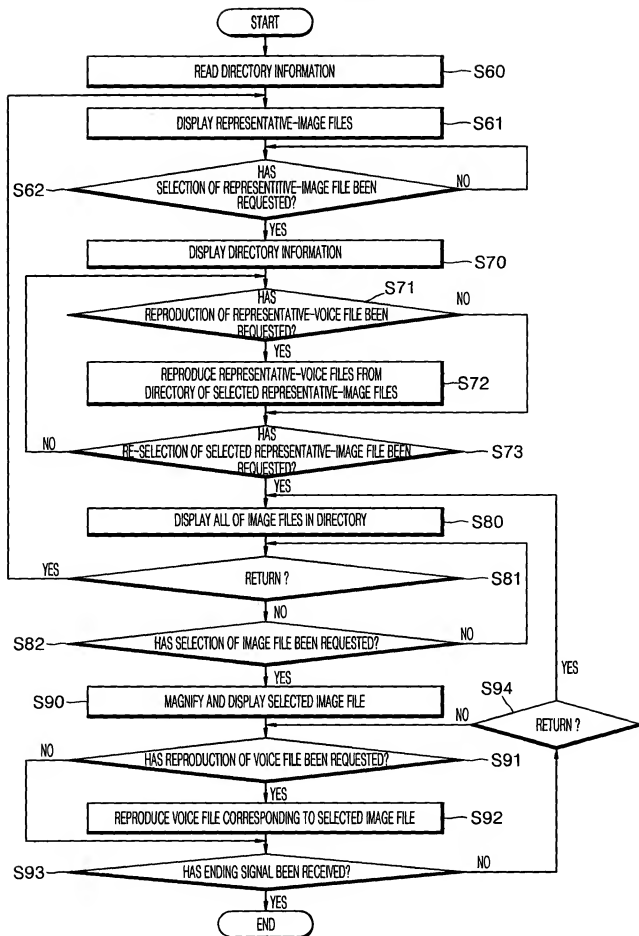 START
READ DIRECTORY INFORMATION
S60
DISPLAY REPRESENTATIVE-IMAGE FILES
S61
HAS
SELECTION OF REPRESENTITIVE-IMAGE FILE BEEN
REQUESTED?
S62
NO
YES
DISPLAY DIRECTORY INFORMATION
S70
S71
HAS
REPRODUCTION OF REPRESENTATIVE-VOICE FILE BEEN
REQUESTED?
NO
YES
REPRODUCE REPRESENTATIVE-VOICE FILES FROM
DIRECTORY OF SELECTED REPRESENTATIVE-IMAGE FILES
S72
NO
HAS
RE-SELECTION OF SELECTED REPRESENTATIVE-IMAGE FILE BEEN
REQUESTED?
S73
YES
DISPLAY ALL OF IMAGE FILES IN DIRECTORY
S80
YES
RETURN ?
S81
NO
S82
HAS SELECTION OF IMAGE FILE BEEN REQUESTED?
NO
YES
YES
S90
MAGNIFY AND DISPLAY SELECTED IMAGE FILE
S94
NO
RETURN ?
NO
HAS REPRODUCTION OF VOICE FILE BEEN REQUESTED?
S91
YES
REPRODUCE VOICE FILE CORRESPONDING TO SELECTED IMAGE FILE
S92
S93
HAS ENDING SIGNAL BEEN RECEIVED?
NO
YES
END